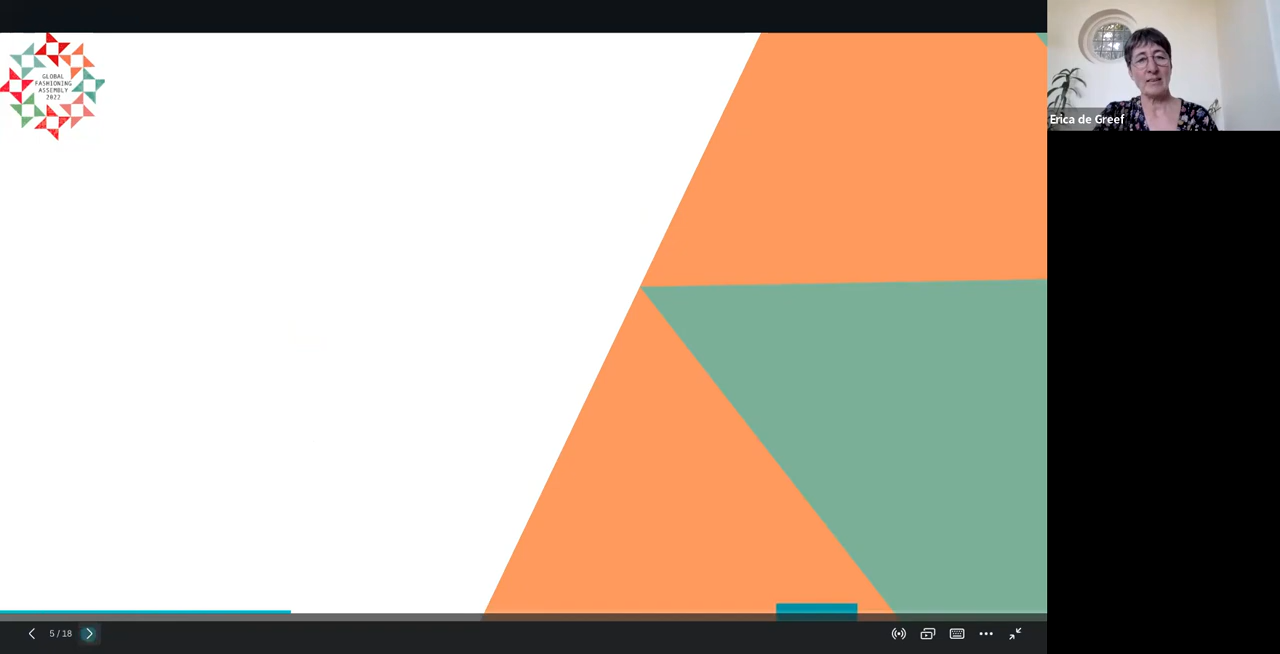 GLOBAL
FASHIONING
ASSEMBLY
2022
Erica de Greef
5 / 18